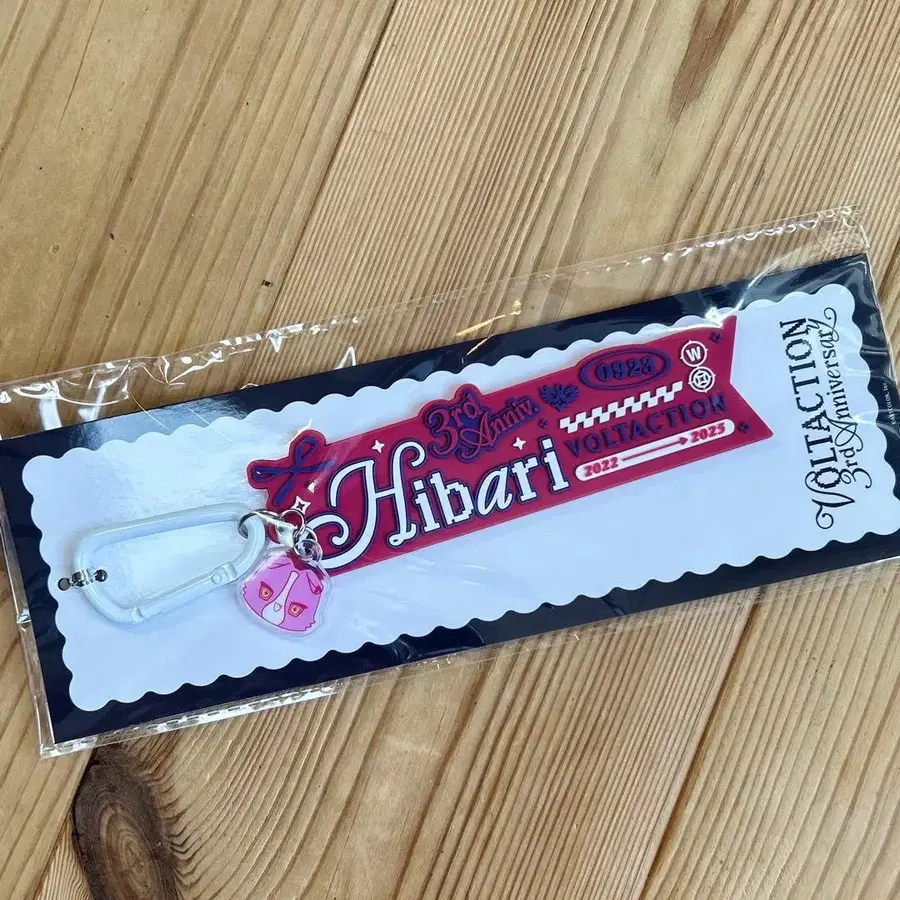 3rd
Anniv.
0923
W
Hibari
VOLTACTION
2022
2025
VOLTACTION
3rd Anniversary